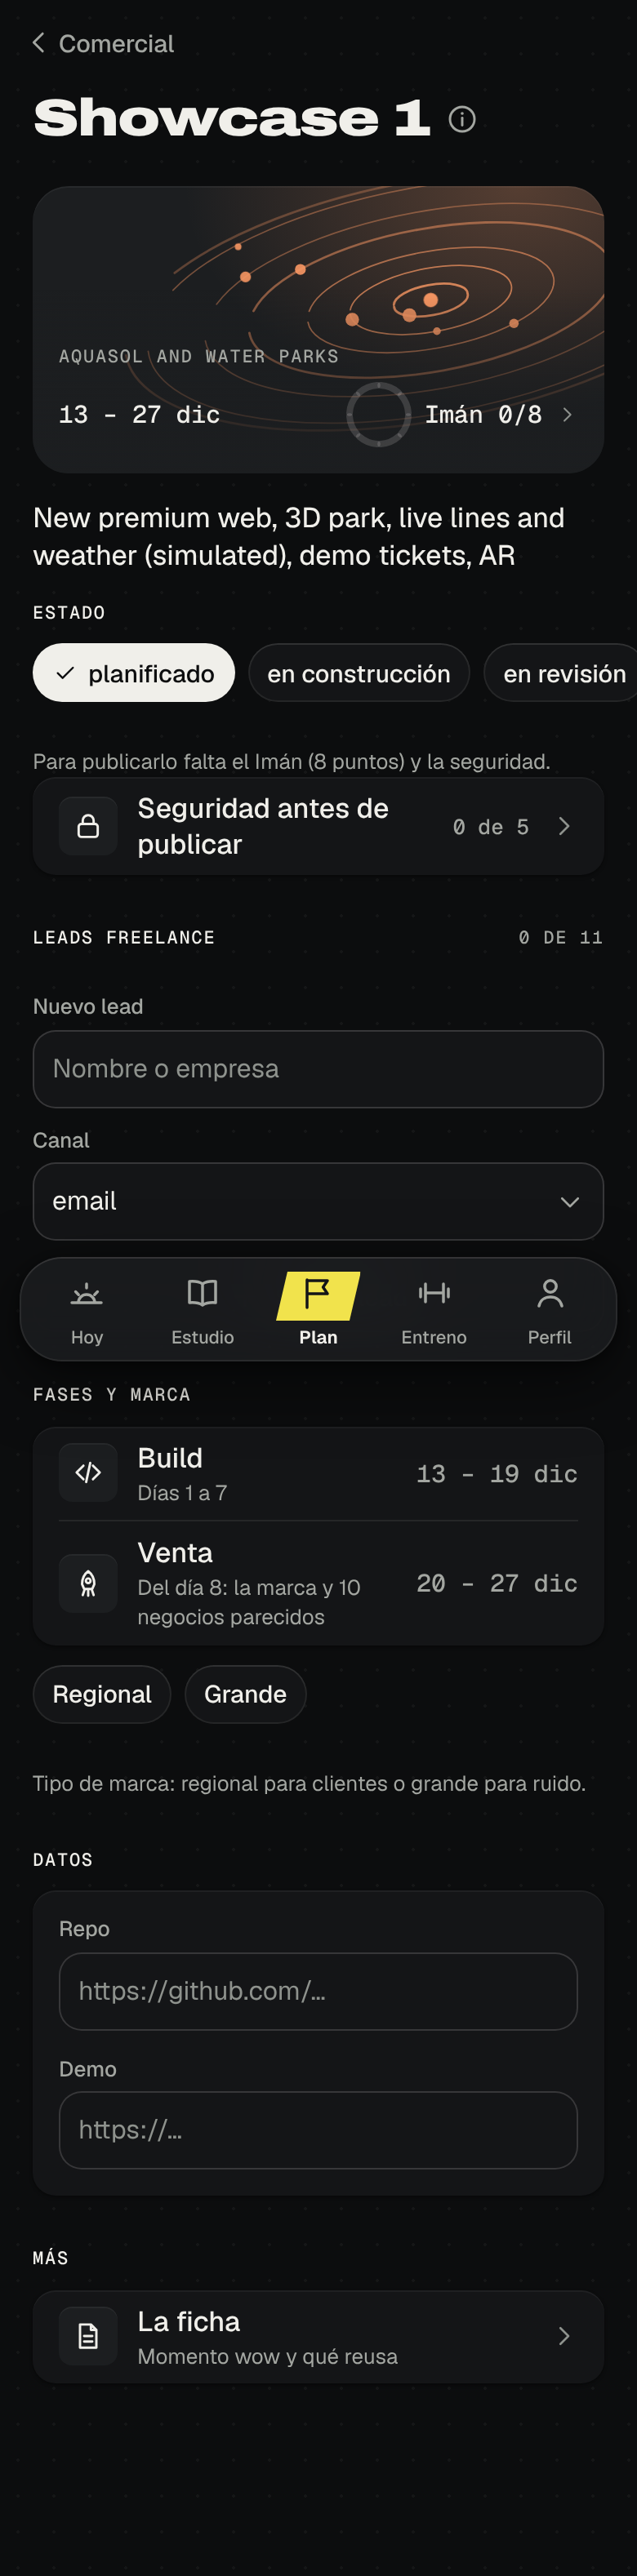 Comercial
Showcase 1
AQUASOL AND WATER PARKS
13 – 27 dic
Imán 0/8
New premium web, 3D park, live lines and
weather (simulated), demo tickets, AR
ESTADO
planificado
en construcción
en revisión
Para publicarlo falta el Imán (8 puntos) y la seguridad.
Seguridad antes de
publicar
0 de 5
LEADS FREELANCE
0 DE 11
Nuevo lead
Nombre o empresa
Canal
email
Hoy
Estudio
Plan
Entreno
Perfil
FASES Y MARCA
Build
Días 1 a 7
13 – 19 dic
Venta
Del día 8: la marca y 10
negocios parecidos
20 – 27 dic
Regional
Grande
Tipo de marca: regional para clientes o grande para ruido.
DATOS
Repo
https://github.com/...
Demo
https://...
MÁS
La ficha
Momento wow y qué reusa